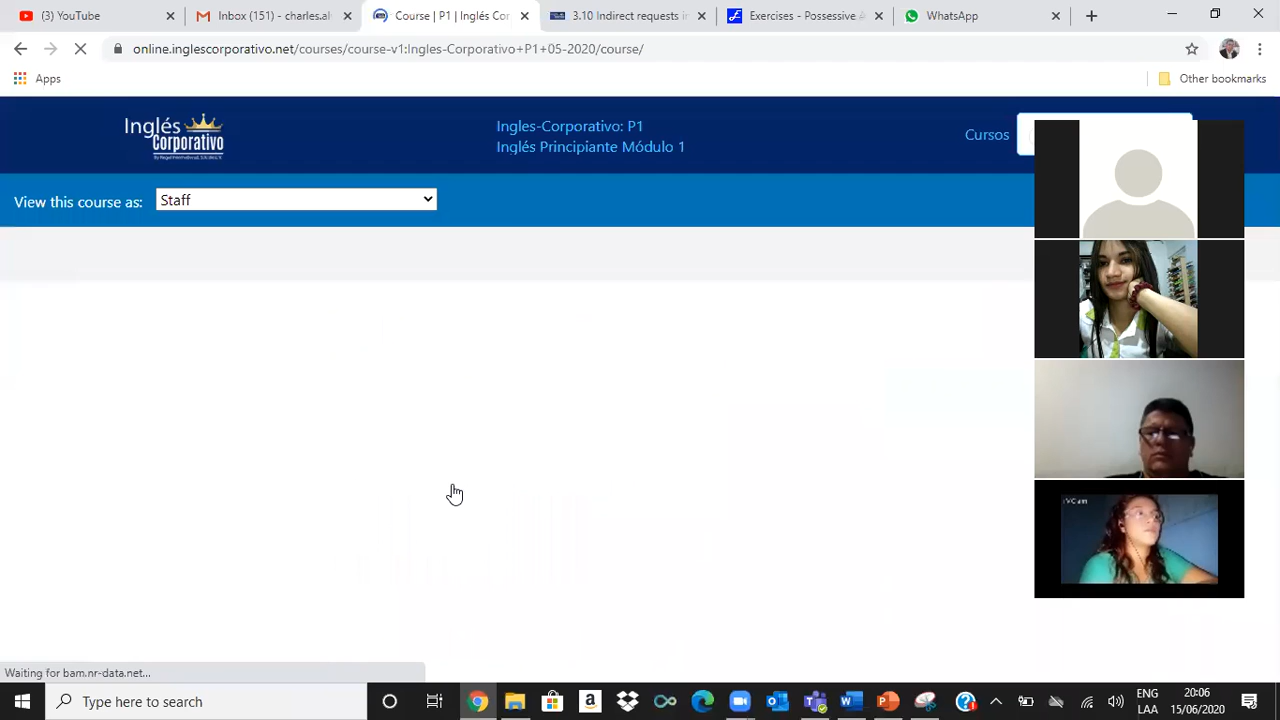 (3) YouTube
Inbox (151) - charles.al
Course | P1 | Inglés Cor
3.10 Indirect requests in
Exercises - Possessive A
WhatsApp
online.inglescorporativo.net/courses/course-v1:Ingles-Corporativo+P1+05-2020/course/
Apps
Other bookmarks
Inglés
Corporativo
Ingles-Corporativo: P1
Inglés Principiante Módulo 1
Cursos
View this course as:
Staff
Waiting for bam.nr-data.net...
Type here to search
ENG
LAA
20:06
15/06/2020